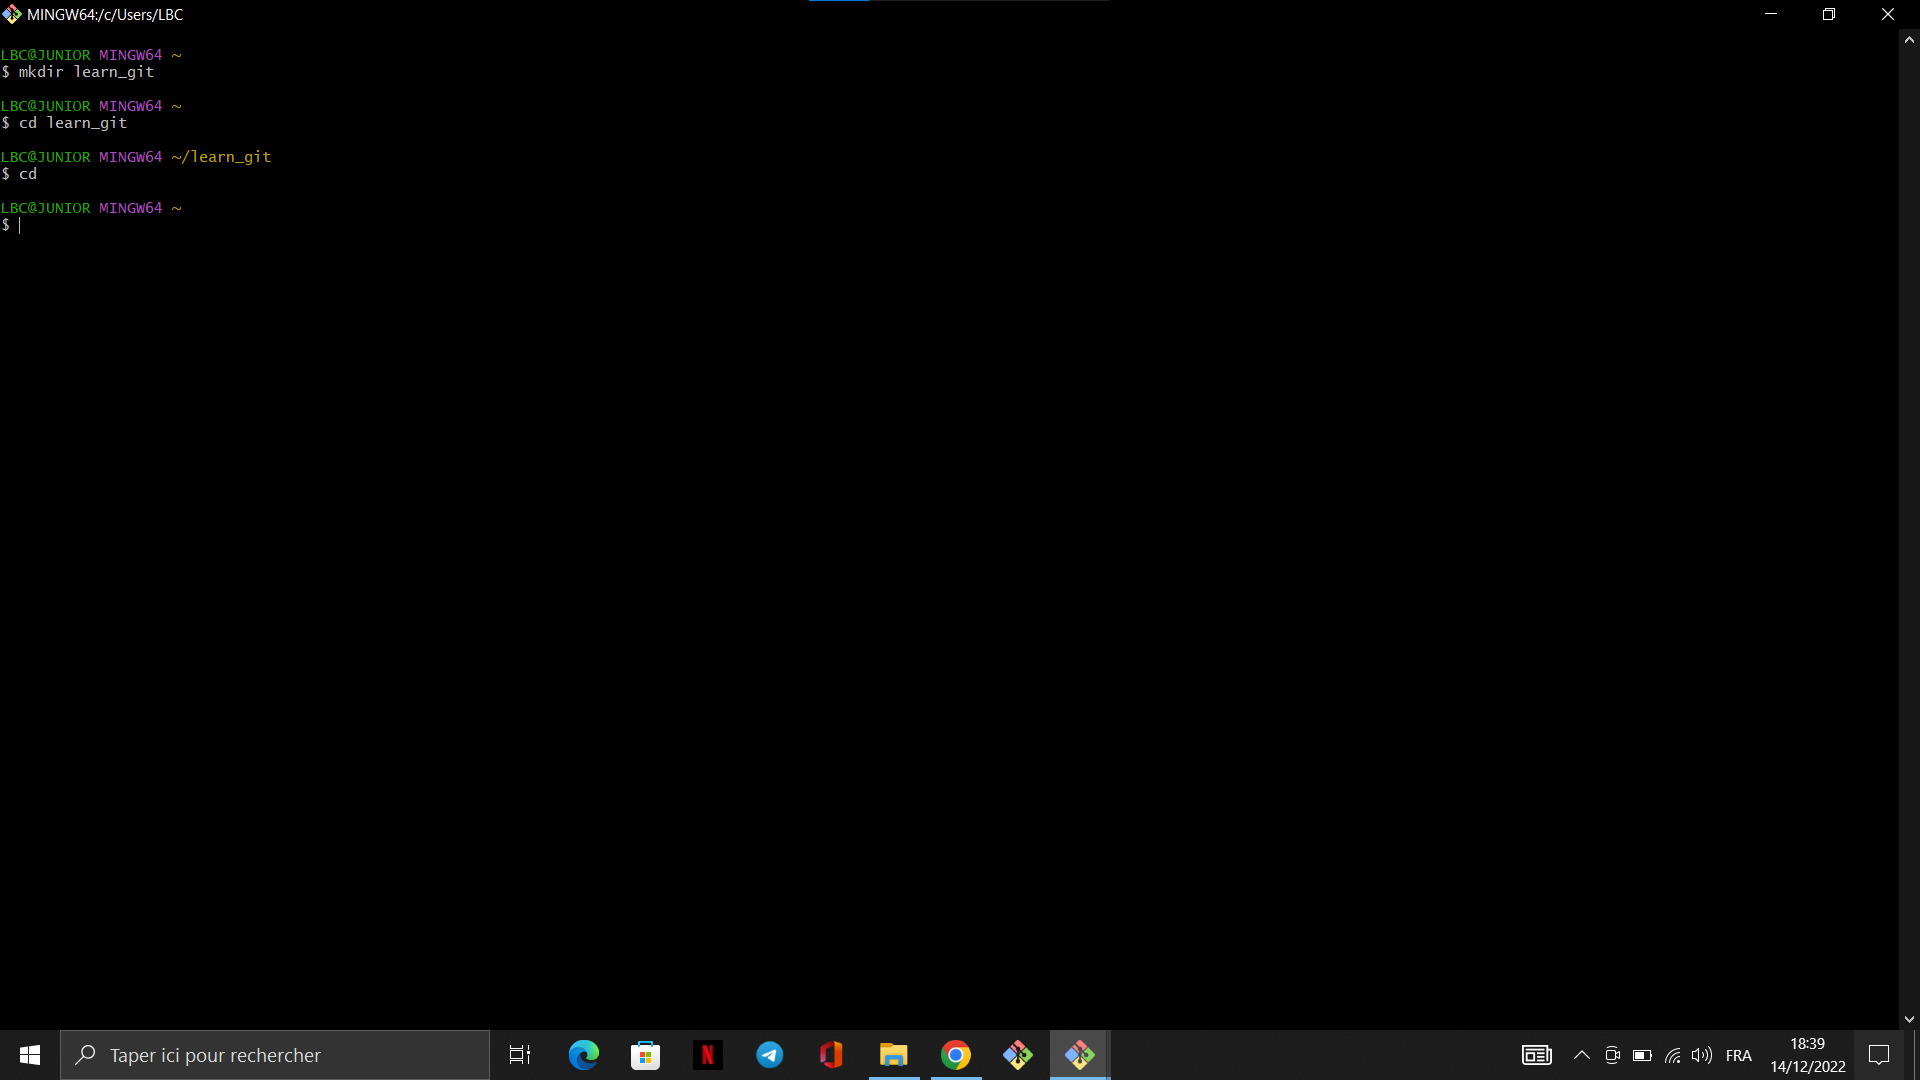 MINGW64:/c/Users/LBC
LBC@JUNIOR MINGW64 ~
$ mkdir learn_git
LBC@JUNIOR MINGW64 ~
$ cd learn_git
LBC@JUNIOR MINGW64 ~/learn_git
$ cd
LBC@JUNIOR MINGW64 ~
$
Taper ici pour rechercher
N
FRA
18:39
14/12/2022